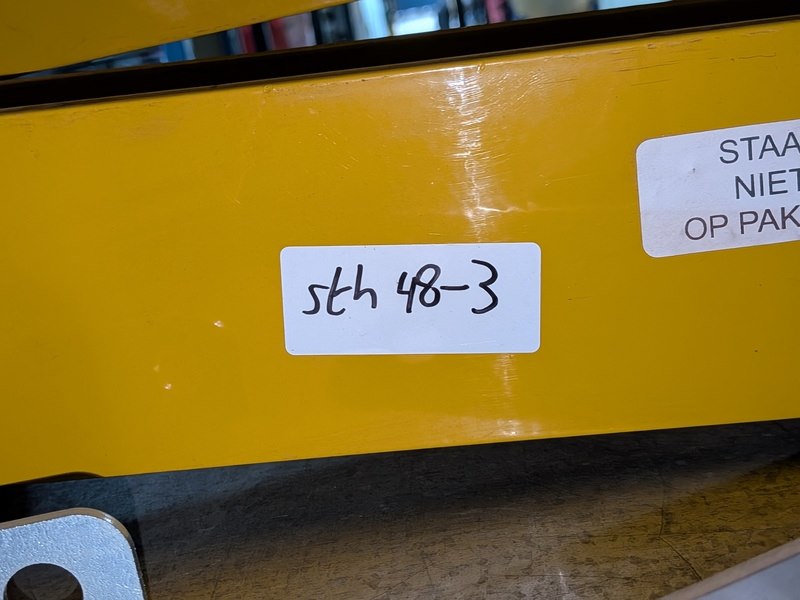 sth 48-3
STAA
NIET
OP PAK